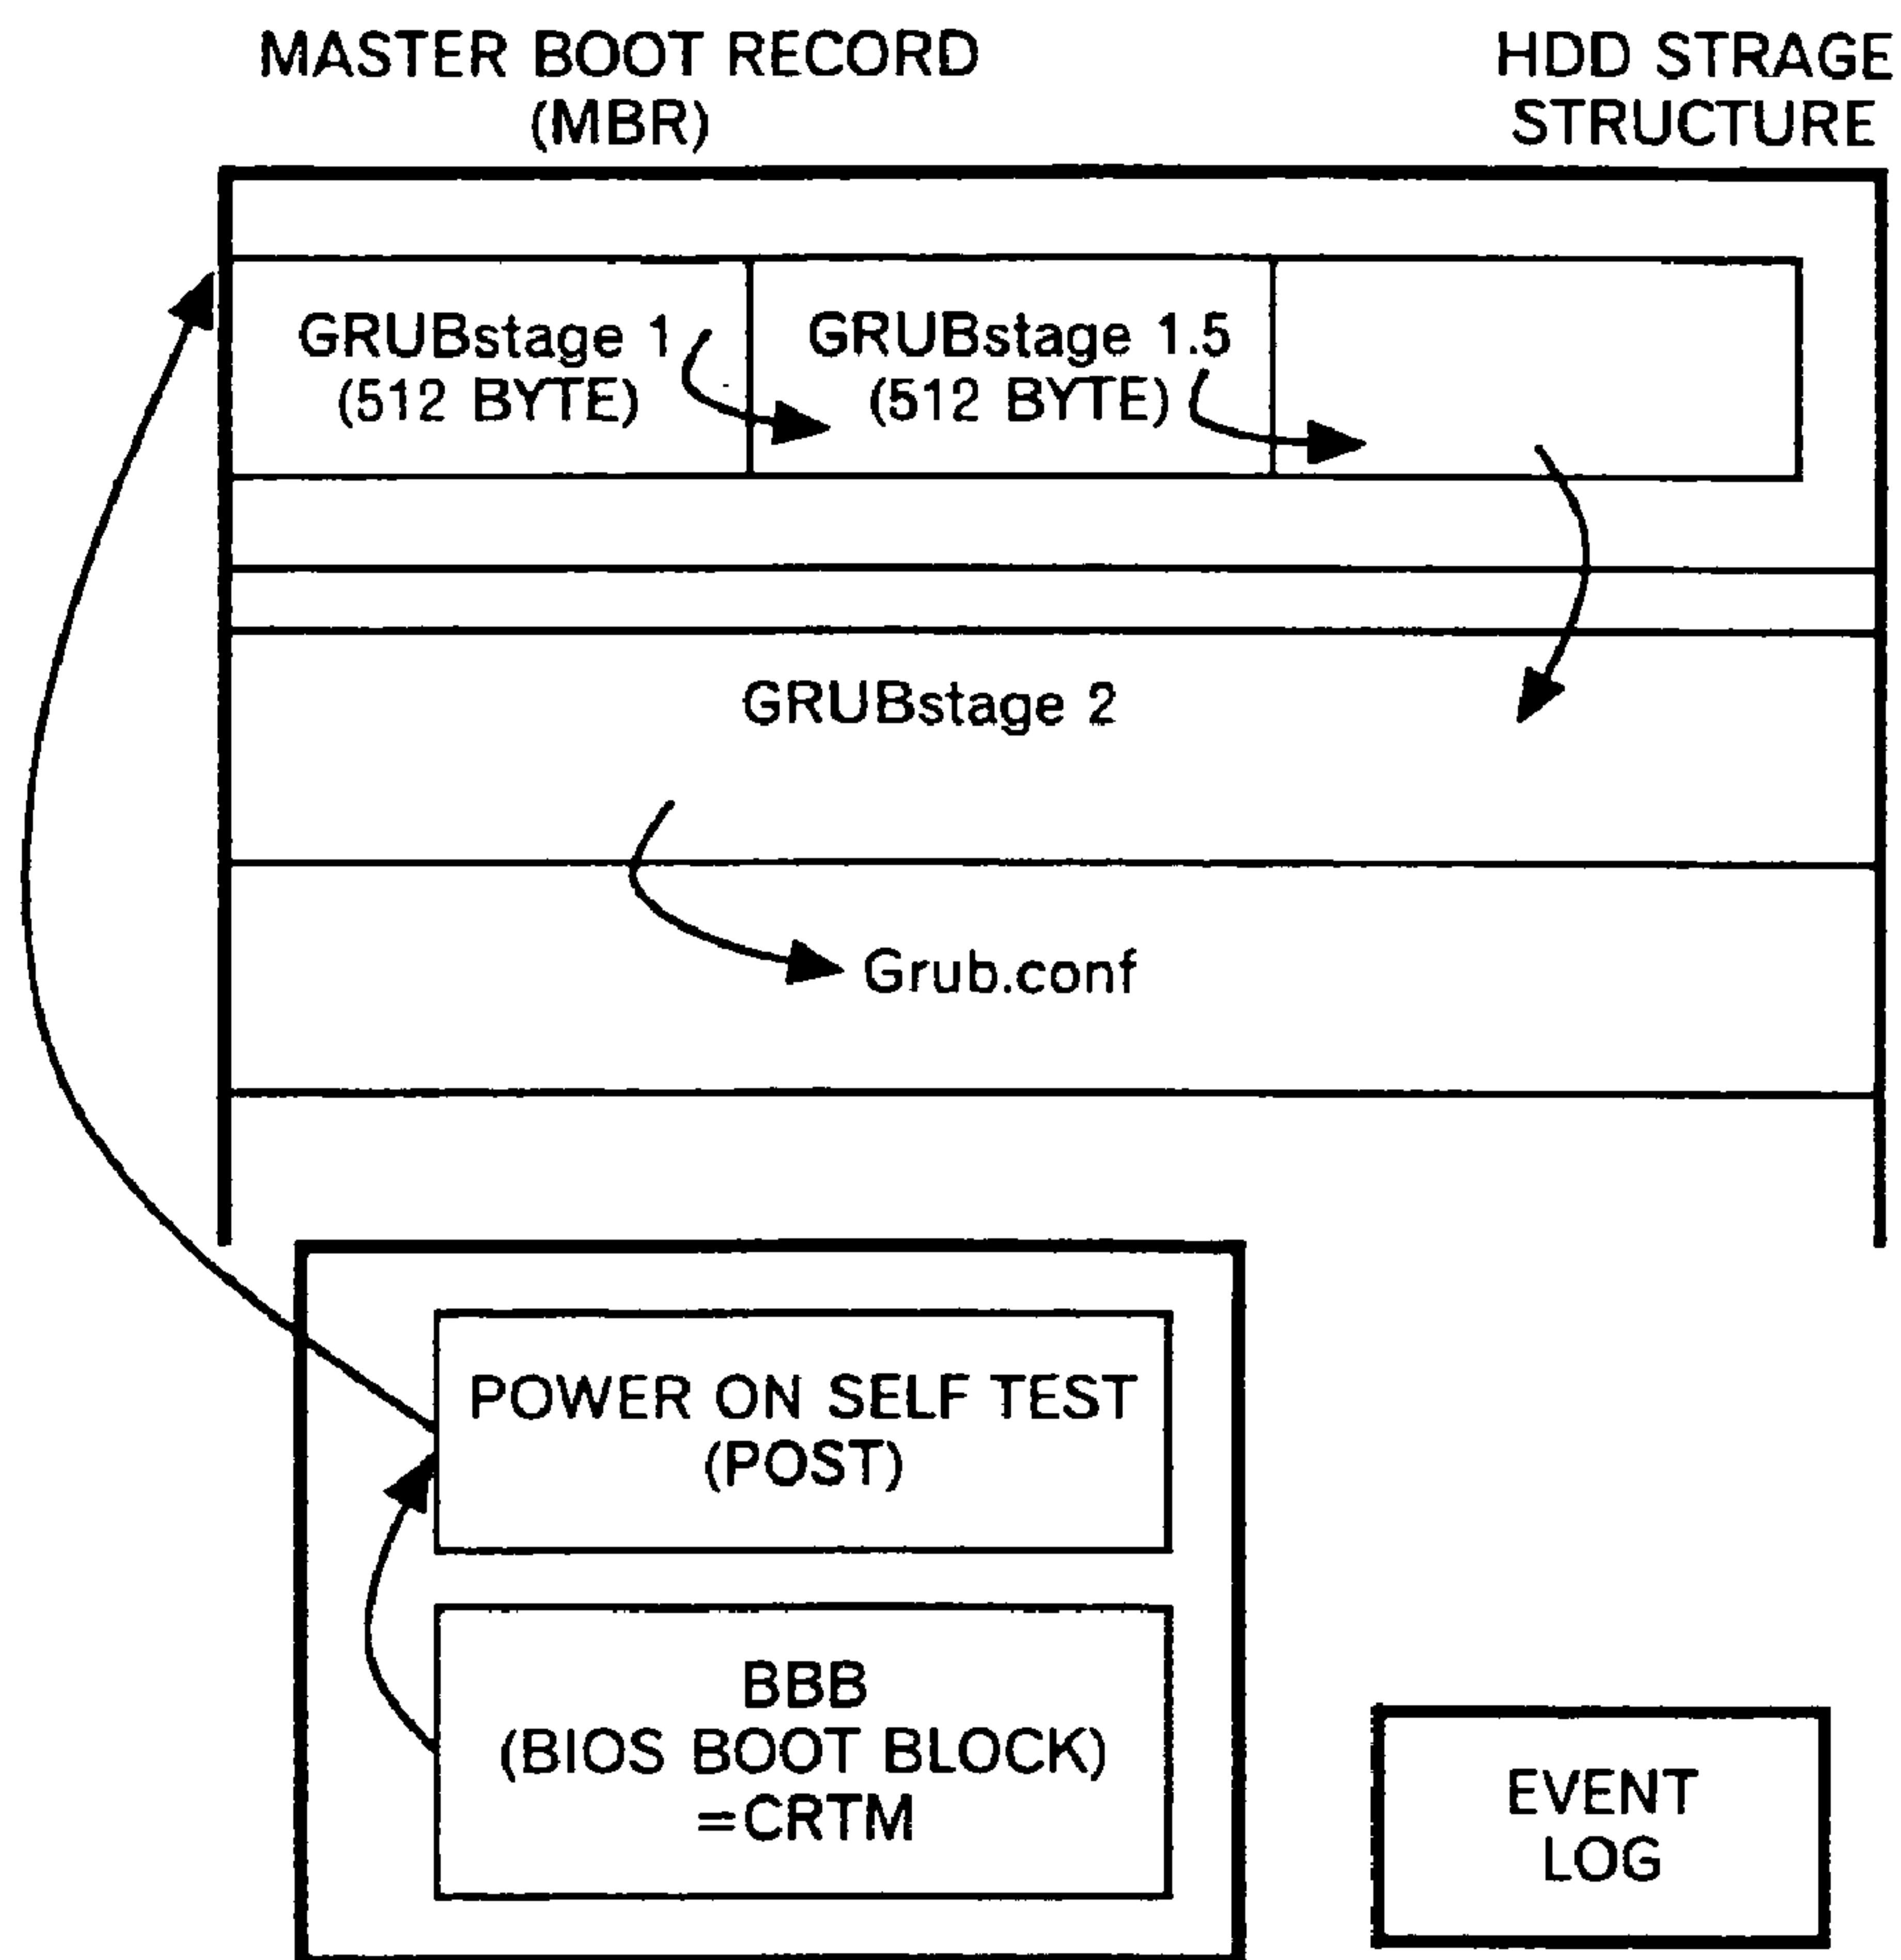 MASTER BOOT RECORD
(MBR)
HDD STRAGE
STRUCTURE
GRUBstage 1
(512 BYTE)
GRUBstage 1.5
(512 BYTE)
GRUBstage 2
Grub.conf
POWER ON SELF TEST
(POST)
BBB
(BIOS BOOT BLOCK)
=CRTM
EVENT
LOG